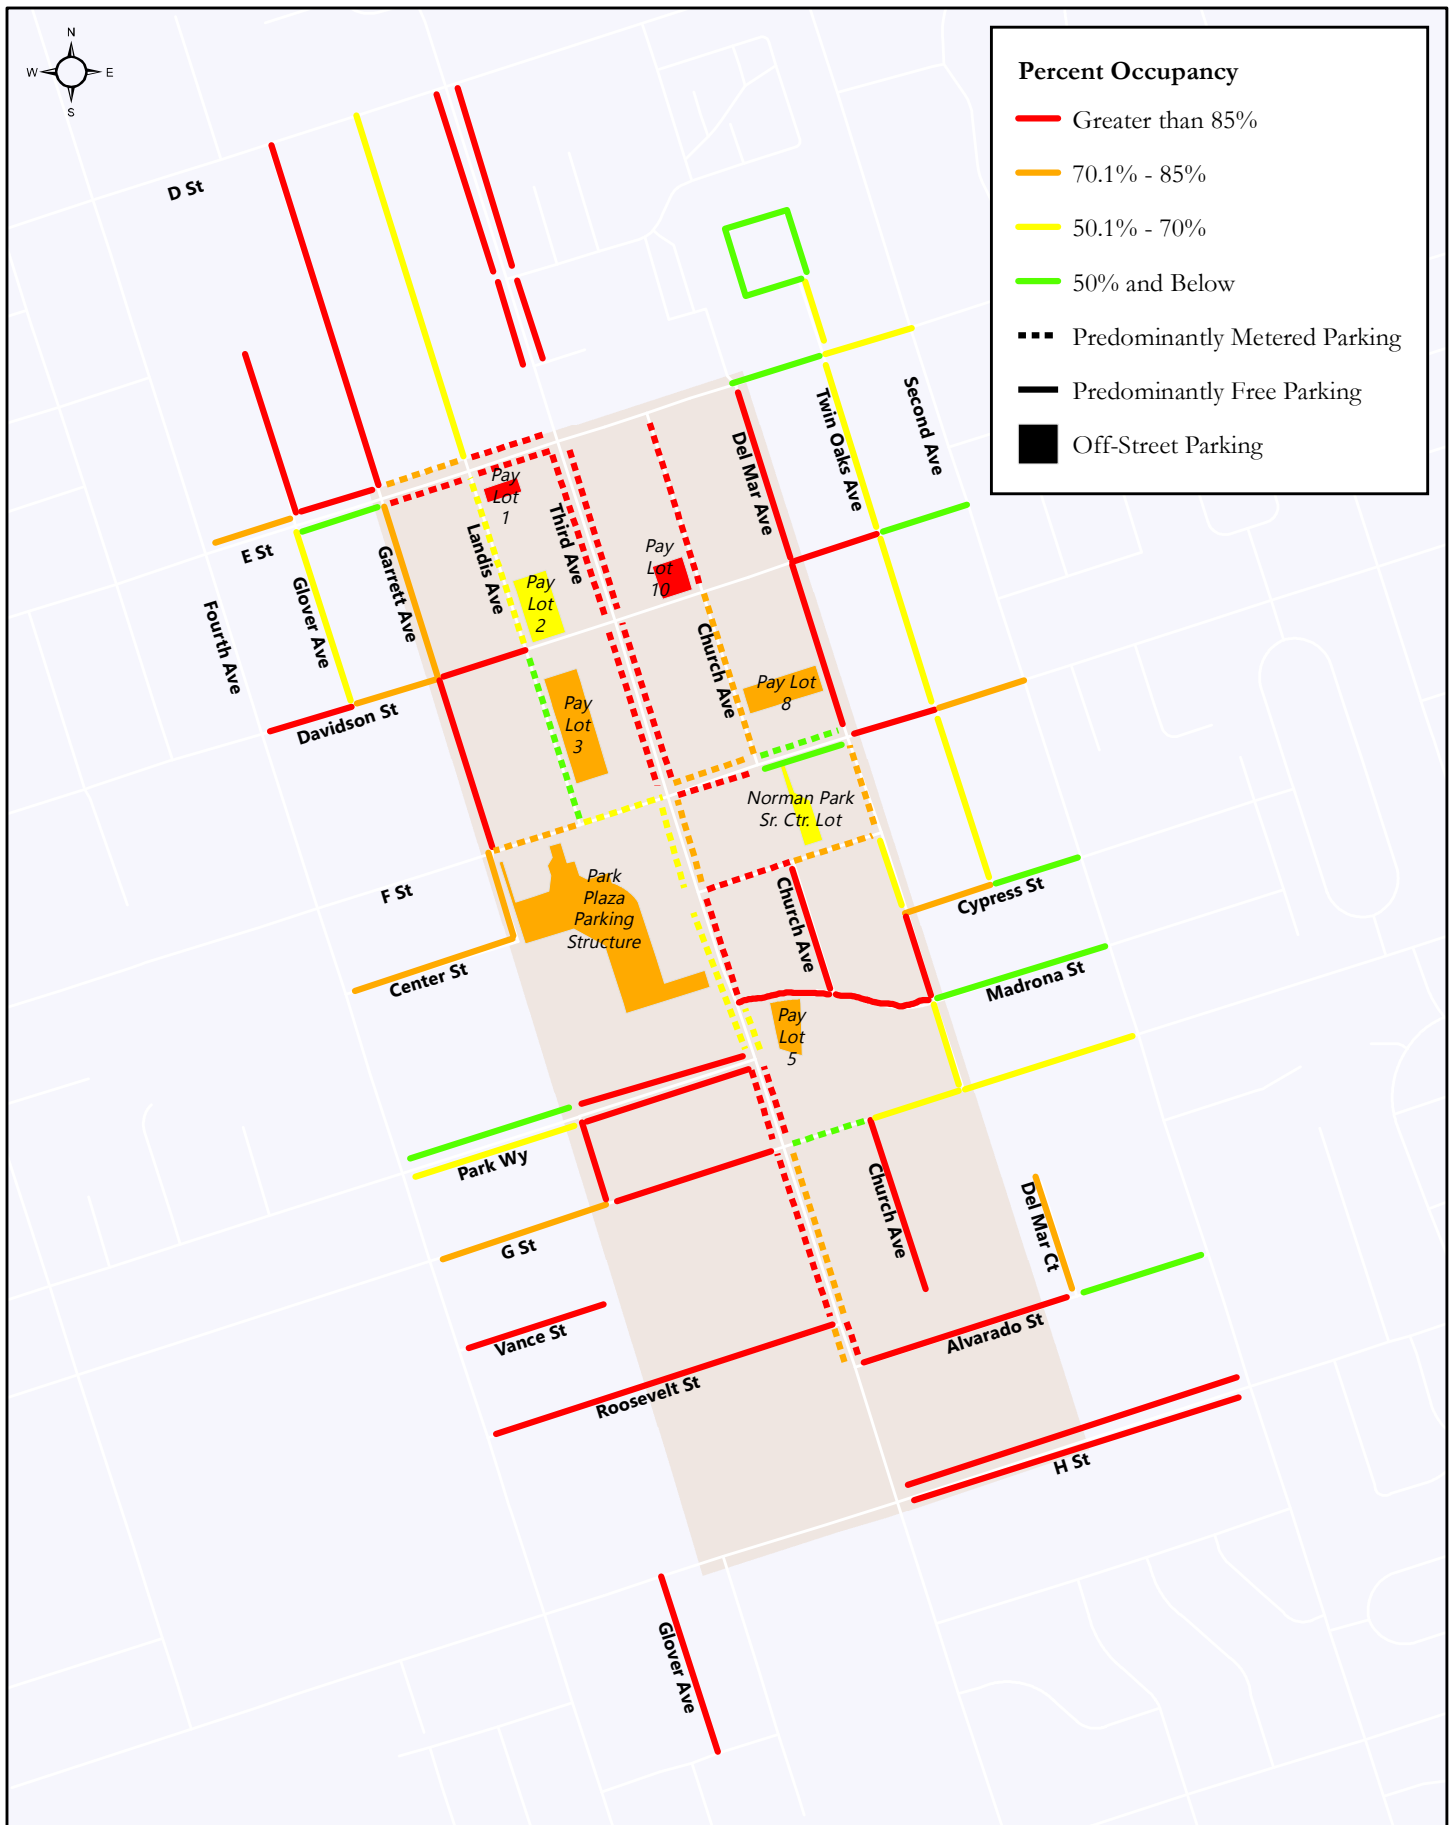 N
W
E
S
Percent Occupancy
Greater than 85%
70.1% - 85%
50.1% - 70%
50% and Below
Predominantly Metered Parking
Predominantly Free Parking
Off-Street Parking
D St
Second Ave
Twin Oaks Ave
Del Mar Ave
Pay
Lot
1
Third Ave
Landis Ave
E St
Garrett Ave
Glover Ave
Fourth Ave
Pay
Lot
10
Pay
Lot
2
Church Ave
Pay Lot
8
Pay
Lot
3
Davidson St
Norman Park
Sr. Ctr. Lot
F St
Park
Plaza
Parking
Structure
Church Ave
Cypress St
Center St
Madrona St
Pay
Lot
5
Park Wy
Church Ave
Del Mar Ct
G St
Vance St
Alvarado St
Roosevelt St
H St
Glover Ave